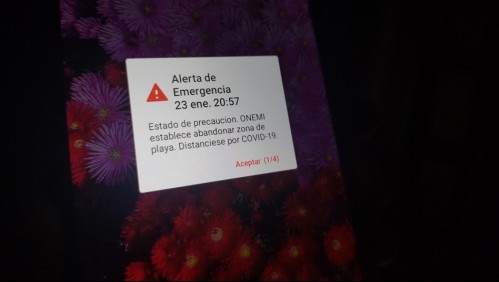 Alerta de
Emergencia
23 ene. 20:57
Estado de precaucion. ONEMI
establece abandonar zona de
playa. Distanciese por COVID-19.
Aceptar (1/4)